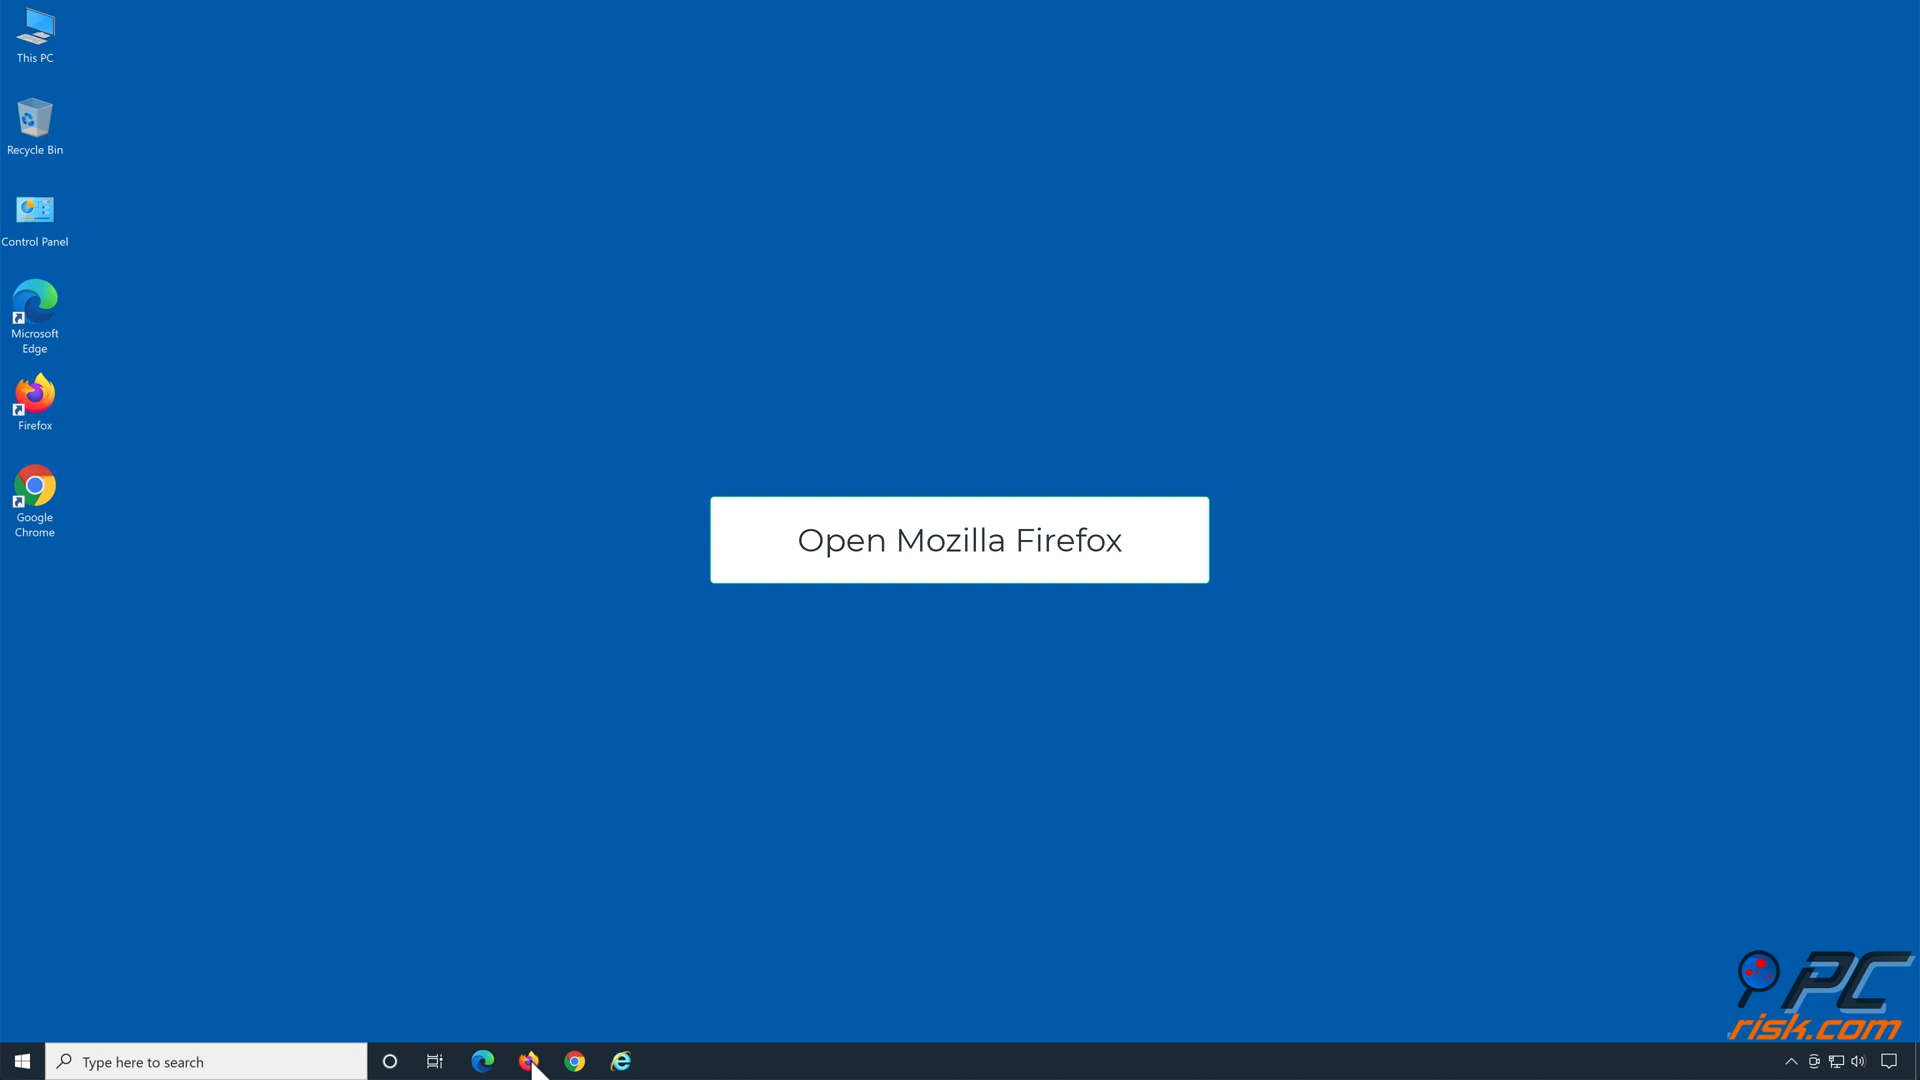 This PC
Recycle Bin
Control Panel
Microsoft
Edge
Firefox
Google
Chrome
Open Mozilla Firefox
PC
risk.com
Type here to search